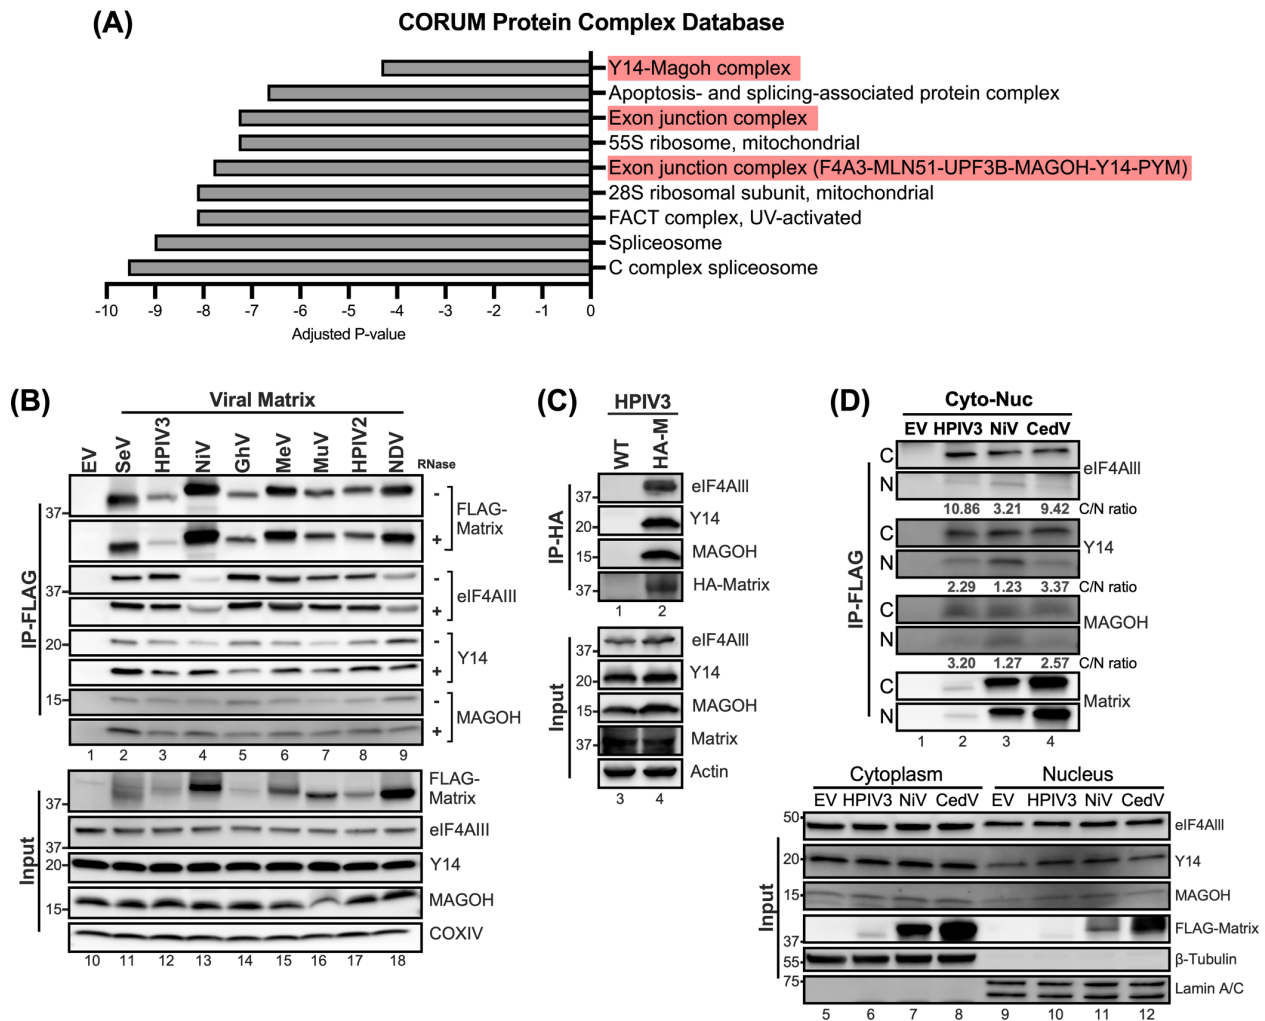 (A)
CORUM Protein Complex Database
Y14-Magoh complex
Apoptosis- and splicing-associated protein complex
Exon junction complex
55S ribosome, mitochondrial
Exon junction complex (F4A3-MLN51-UPF3B-MAGOH-Y14-PYM)
28S ribosomal subunit, mitochondrial
FACT complex, UV-activated
Spliceosome
C complex spliceosome
-10 -9 -8 -7 -6 -5 -4 -3 -2 -1 0
Adjusted P-value
(B)
Viral Matrix
EV SeV HPIV3 NiV GhV MeV MuV HPIV2 NDV
RNase
IP-FLAG
37
-
+
FLAG-
Matrix
37
-
+
eIF4AIII
20
-
+
Y14
15
-
+
MAGOH
1 2 3 4 5 6 7 8 9
Input
37
FLAG-
Matrix
eIF4AIII
37
20
Y14
15
MAGOH
COXIV
10 11 12 13 14 15 16 17 18
(C)
HPIV3
WT HA-M
IP-HA
37
eIF4AIII
20
Y14
15
MAGOH
37
HA-Matrix
1 2
Input
37
eIF4AIII
20
Y14
15
MAGOH
37
Matrix
Actin
3 4
(D)
Cyto-Nuc
EV HPIV3 NiV CedV
IP-FLAG
C
N
eIF4AIII
10.86 3.21 9.42 C/N ratio
C
N
Y14
2.29 1.23 3.37 C/N ratio
C
N
MAGOH
3.20 1.27 2.57 C/N ratio
C
N
Matrix
1 2 3 4
Cytoplasm Nucleus
EV HPIV3 NiV CedV EV HPIV3 NiV CedV
Input
50
eIF4AIII
20
Y14
15
MAGOH
37
FLAG-Matrix
55
β-Tubulin
75
Lamin A/C
5 6 7 8 9 10 11 12